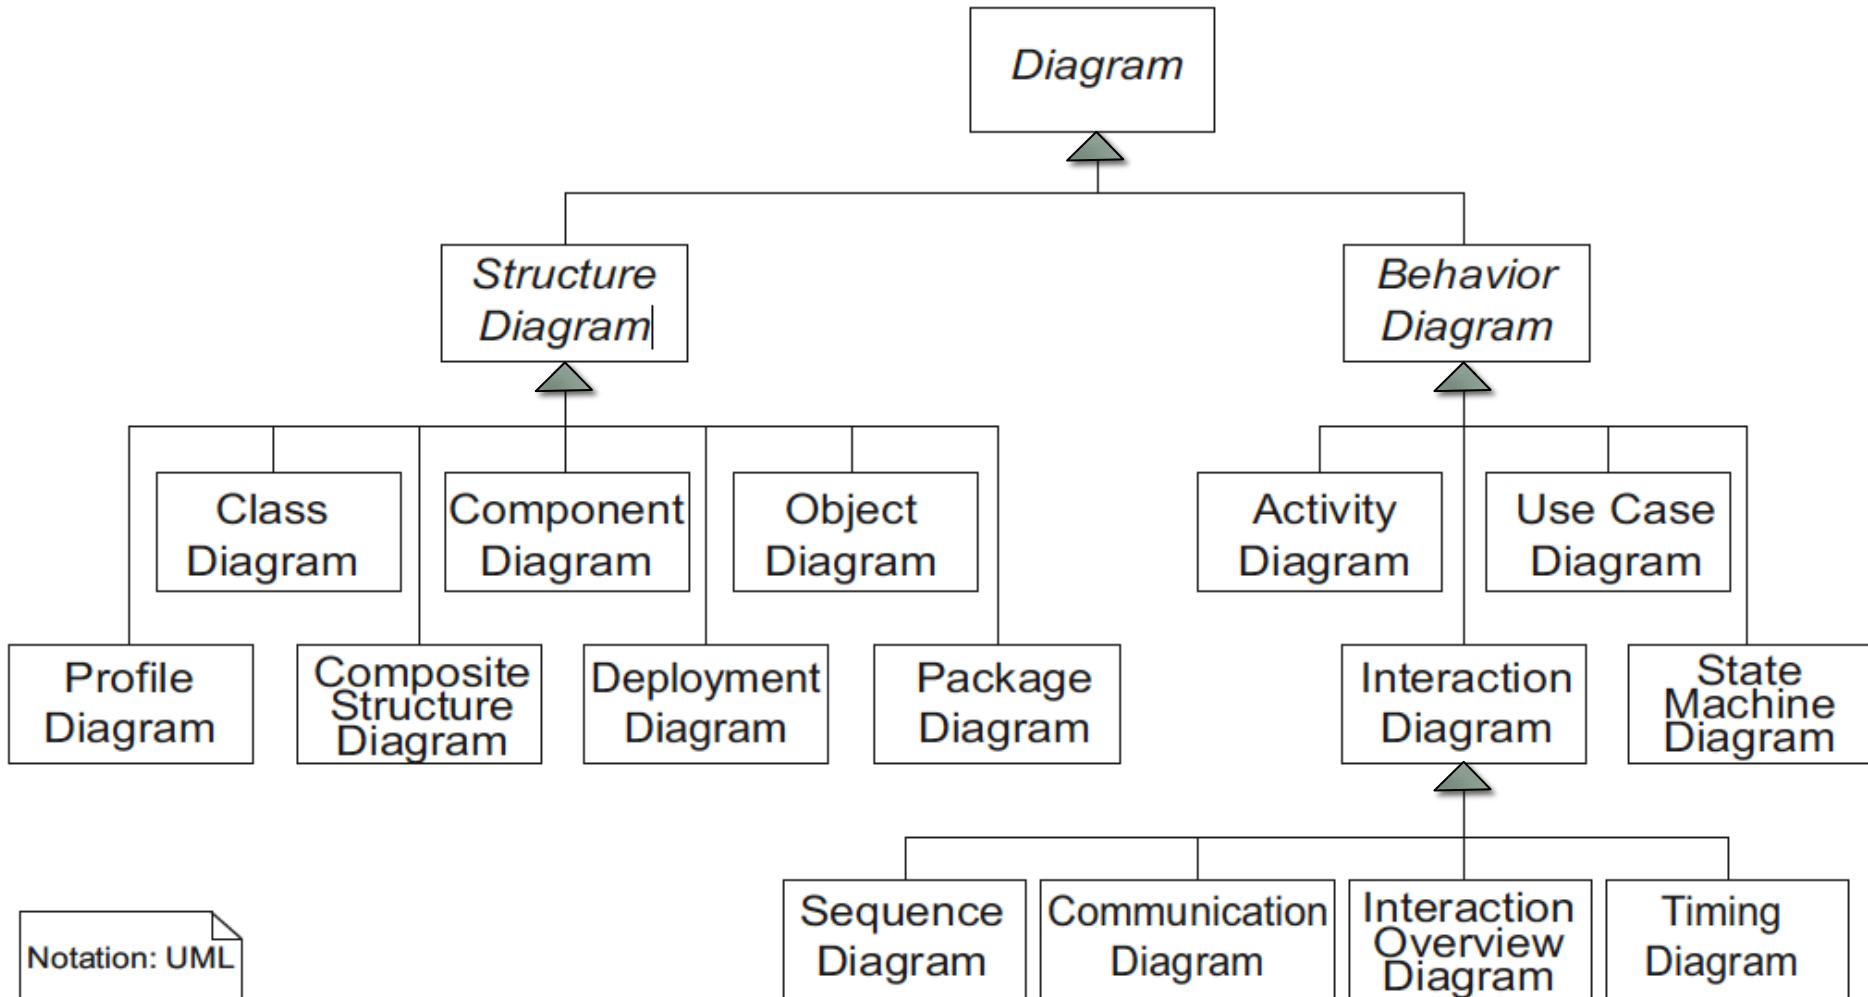 Diagram
Structure
Diagram
Behavior
Diagram
Class
Diagram
Component
Diagram
Object
Diagram
Activity
Diagram
Use Case
Diagram
Profile
Diagram
Composite
Structure
Diagram
Deployment
Diagram
Package
Diagram
Interaction
Diagram
State
Machine
Diagram
Sequence
Diagram
Communication
Diagram
Interaction
Overview
Diagram
Timing
Diagram
Notation: UML